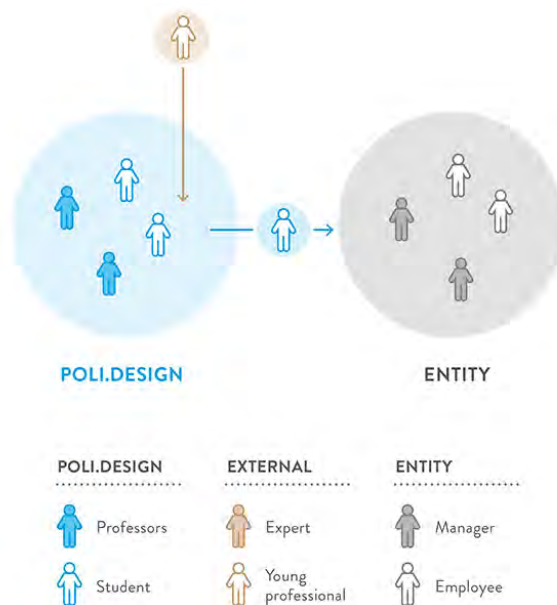 POLI.DESIGN
ENTITY
POLI.DESIGN
EXTERNAL
ENTITY
Professors
Expert
Manager
Student
Young
professional
Employee